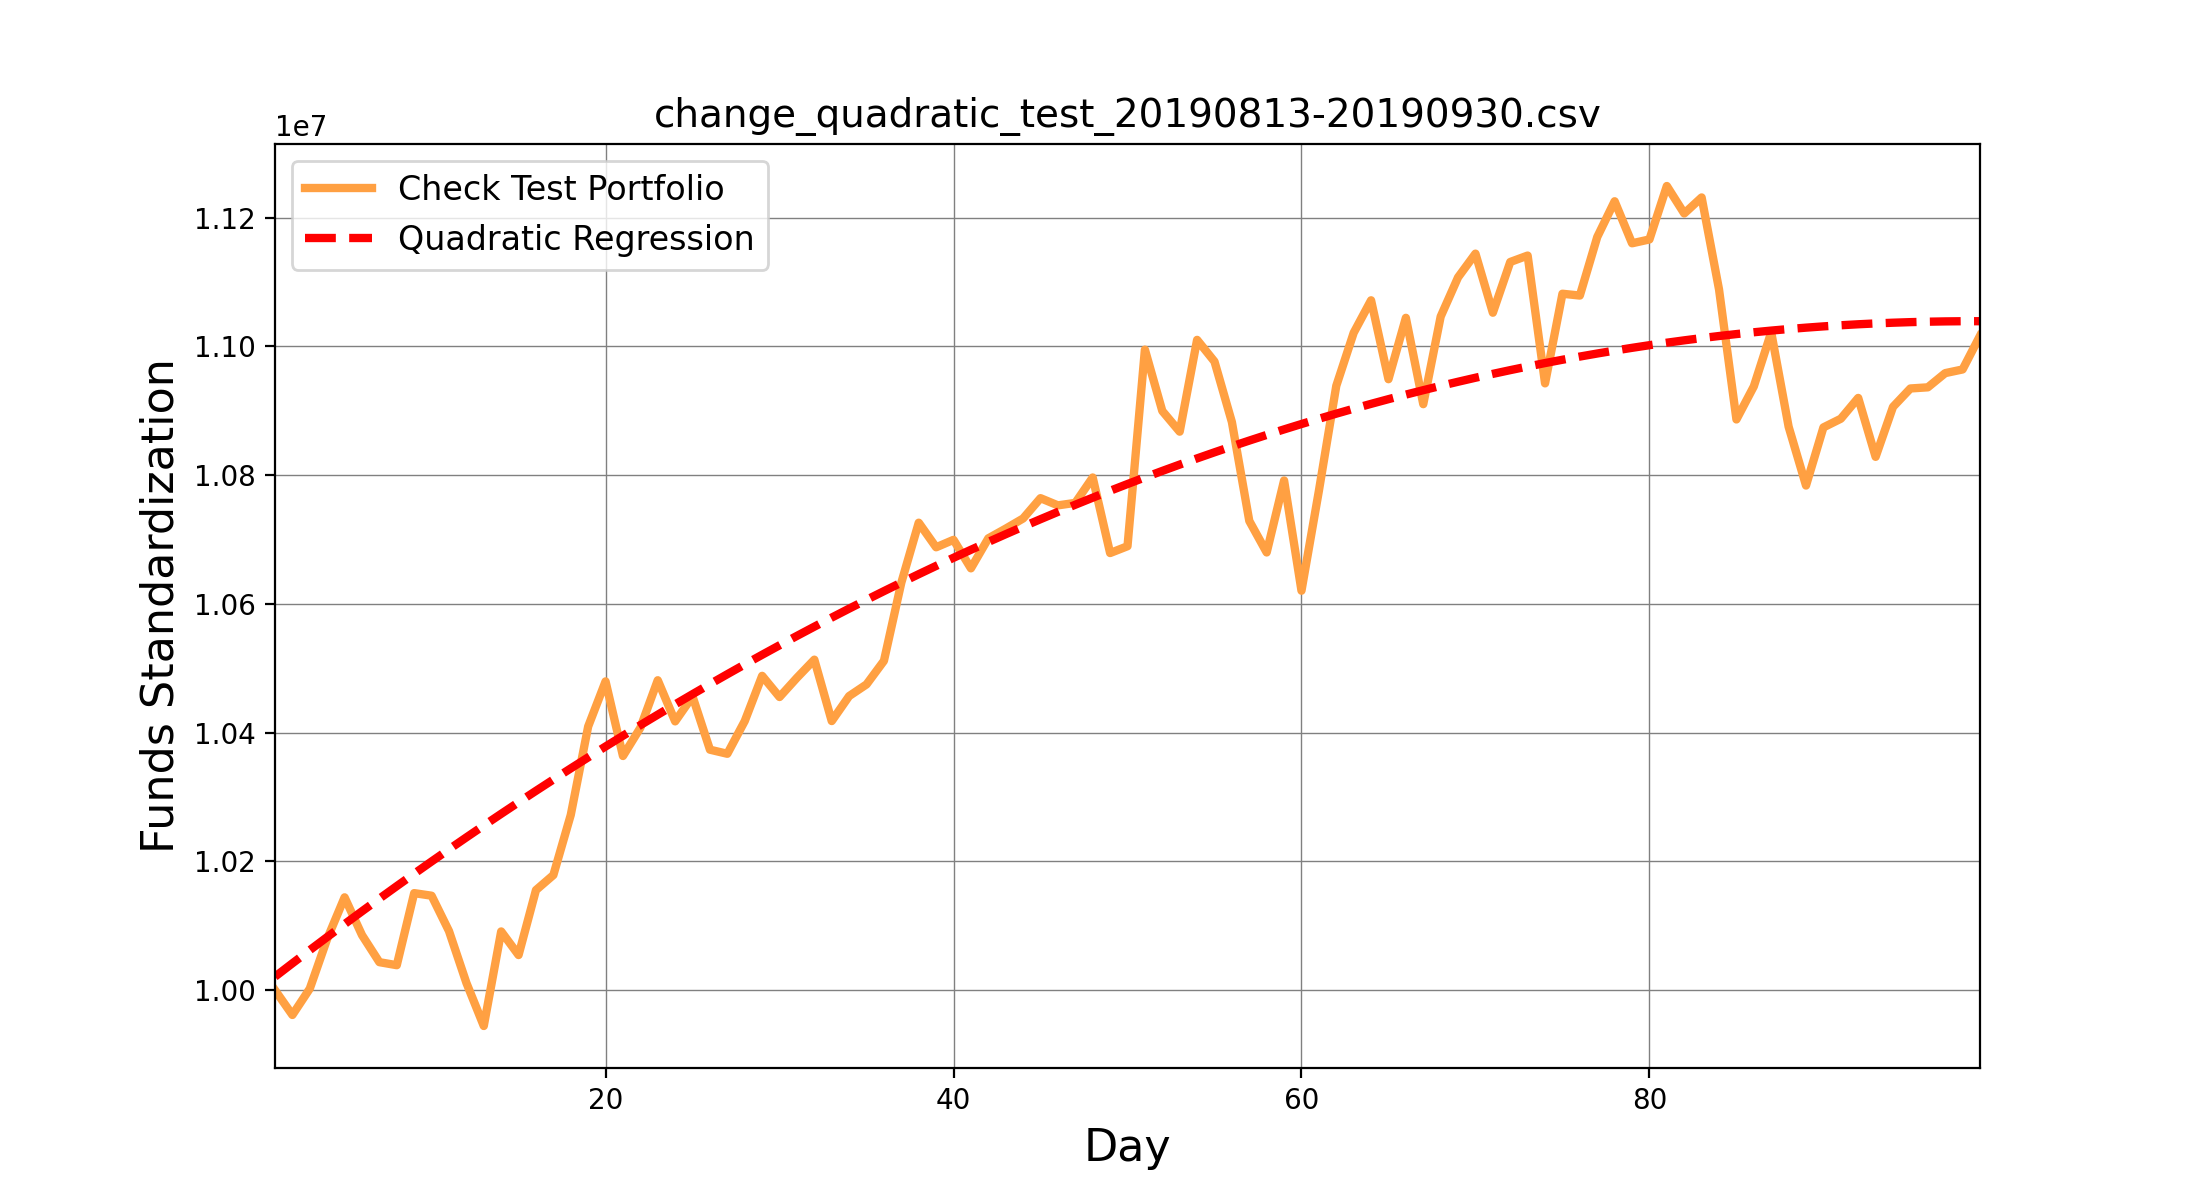 change_quadratic_test_20190813-20190930.csv
1e7
Check Test Portfolio
Quadratic Regression
Funds Standardization
1.12
1.10
1.08
1.06
1.04
1.02
1.00
20 40 60 80
Day